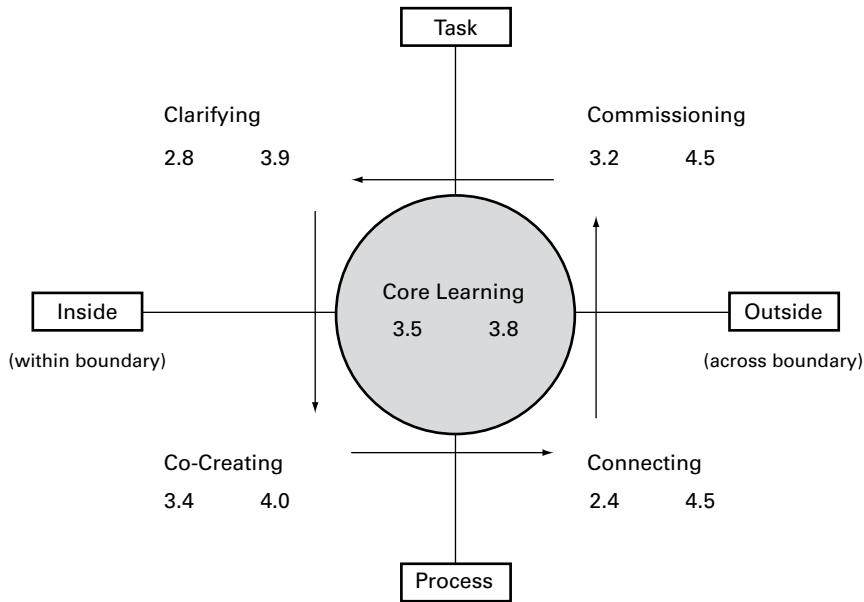 Task
Clarifying
Commissioning
2.8 3.9
3.2 4.5
Core Learning
3.5 3.8
Inside
Outside
(within boundary)
(across boundary)
Co-Creating
Connecting
3.4 4.0
2.4 4.5
Process